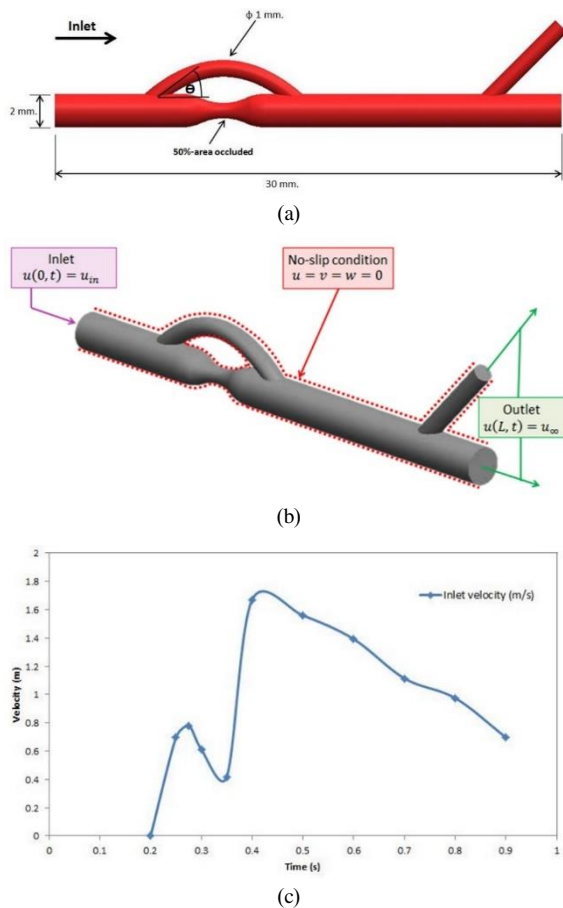 Inlet
ϕ 1 mm.
ϴ
2 mm.
50%-area occluded
30 mm.
(a)
Inlet
u(0, t) = u_in
No-slip condition
u = v = w = 0
Outlet
u(L, t) = u_∞
(b)
2
1.8
1.6
1.4
1.2
1
0.8
0.6
0.4
0.2
0
Velocity (m)
Inlet velocity (m/s)
0 0.1 0.2 0.3 0.4 0.5 0.6 0.7 0.8 0.9 1
Time (s)
(c)